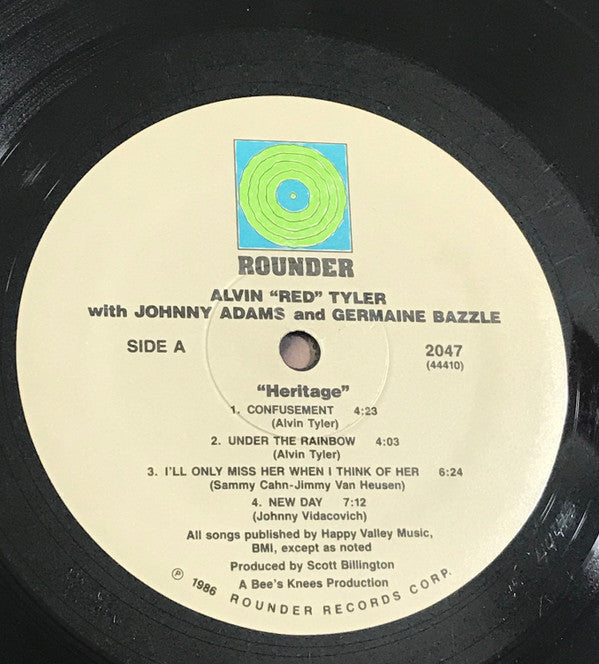 ROUNDER
ALVIN "RED" TYLER
with JOHNNY ADAMS and GERMAINE BAZZLE
SIDE A
2047
(44410)
"Heritage"
1. CONFUSEMENT 4:23
(Alvin Tyler)
2. UNDER THE RAINBOW 4:03
(Alvin Tyler)
3. I'LL ONLY MISS HER WHEN I THINK OF HER 6:24
(Sammy Cahn-Jimmy Van Heusen)
4. NEW DAY 7:12
(Johnny Vidacovich)
All songs published by Happy Valley Music,
BMI, except as noted
Produced by Scott Billington
A Bee's Knees Production
℗ 1986 ROUNDER RECORDS CORP.